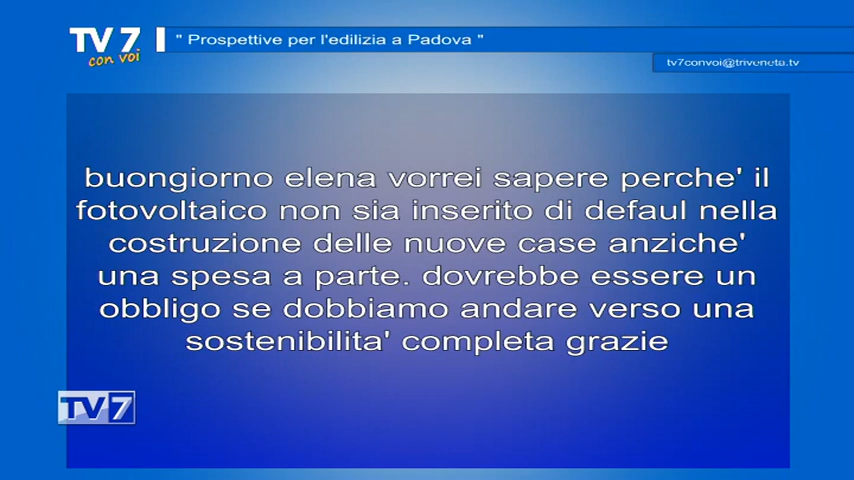 TV7
con voi
" Prospettive per l'edilizia a Padova "
tv7convoi@triveneta.tv
buongiorno elena vorrei sapere perche' il
fotovoltaico non sia inserito di defaul nella
costruzione delle nuove case anziche'
una spesa a parte. dovrebbe essere un
obbligo se dobbiamo andare verso una
sostenibilita' completa grazie
TV7